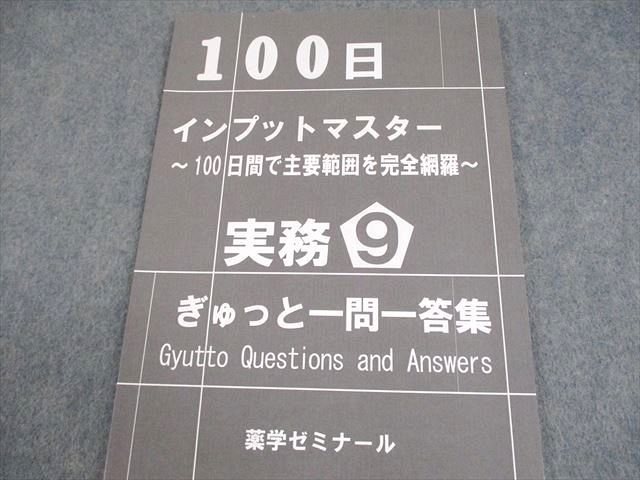 100日
インプットマスター
～100日間で主要範囲を完全網羅～
実務9
ぎゅっと一問一答集
Gyutto Questions and Answers
薬学ゼミナール